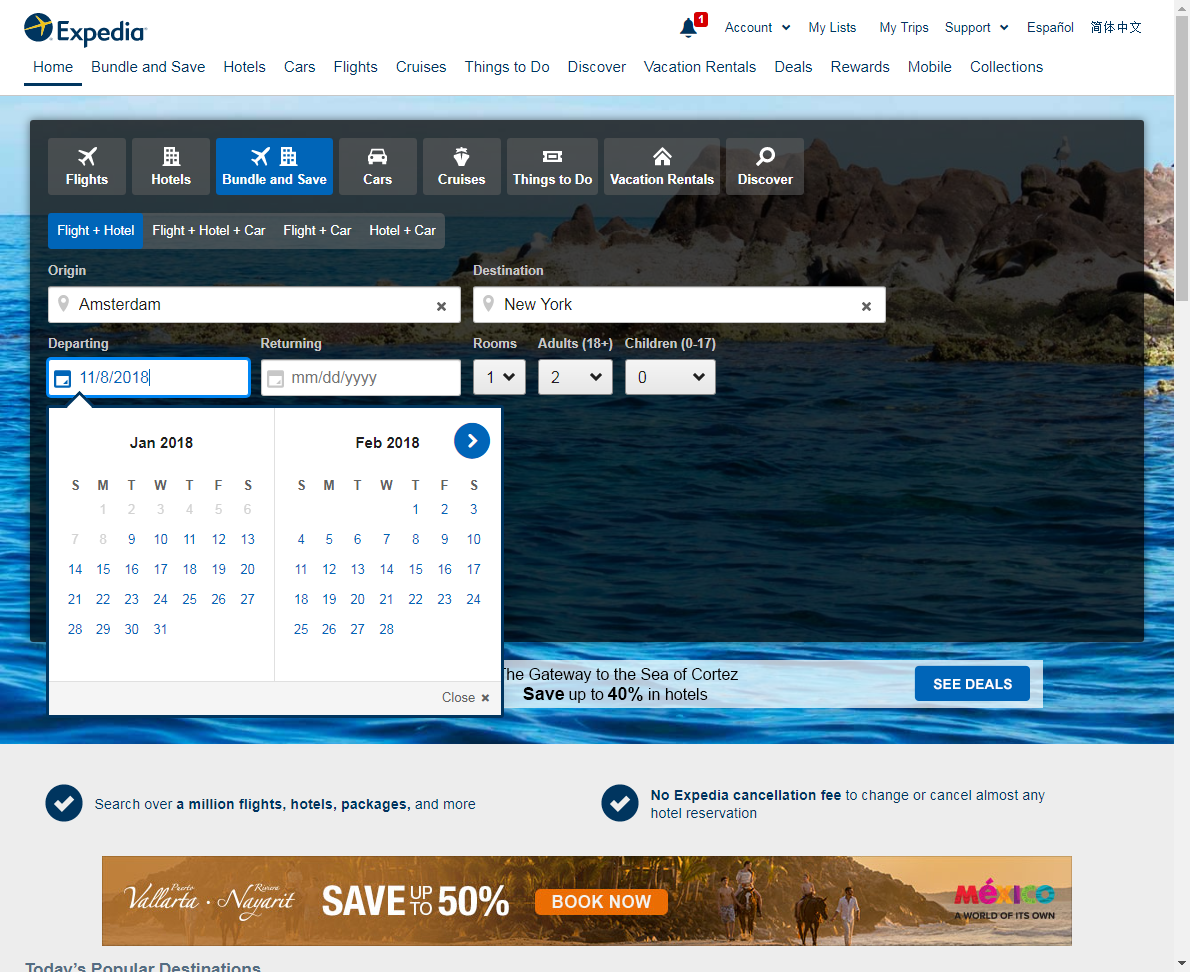 Expedia
1
Account
My Lists
My Trips
Support
Español
简体中文
Home
Bundle and Save
Hotels
Cars
Flights
Cruises
Things to Do
Discover
Vacation Rentals
Deals
Rewards
Mobile
Collections
Flights
Hotels
Bundle and Save
Cars
Cruises
Things to Do
Vacation Rentals
Discover
Flight + Hotel
Flight + Hotel + Car
Flight + Car
Hotel + Car
Origin
Destination
Amsterdam
New York
Departing
Returning
Rooms
Adults (18+)
Children (0-17)
11/8/2018
mm/dd/yyyy
1
2
0
Jan 2018
S M T W T F S
1 2 3 4 5 6
7 8 9 10 11 12 13
14 15 16 17 18 19 20
21 22 23 24 25 26 27
28 29 30 31
Feb 2018
S M T W T F S
1 2 3
4 5 6 7 8 9 10
11 12 13 14 15 16 17
18 19 20 21 22 23 24
25 26 27 28
Close
The Gateway to the Sea of Cortez
Save up to 40% in hotels
SEE DEALS
Search over a million flights, hotels, packages, and more
No Expedia cancellation fee to change or cancel almost any
hotel reservation
Puerto
Vallarta · Nayarit
Riviera
SAVE UP TO 50%
BOOK NOW
méxico
A WORLD OF ITS OWN
Today's Popular Destinations